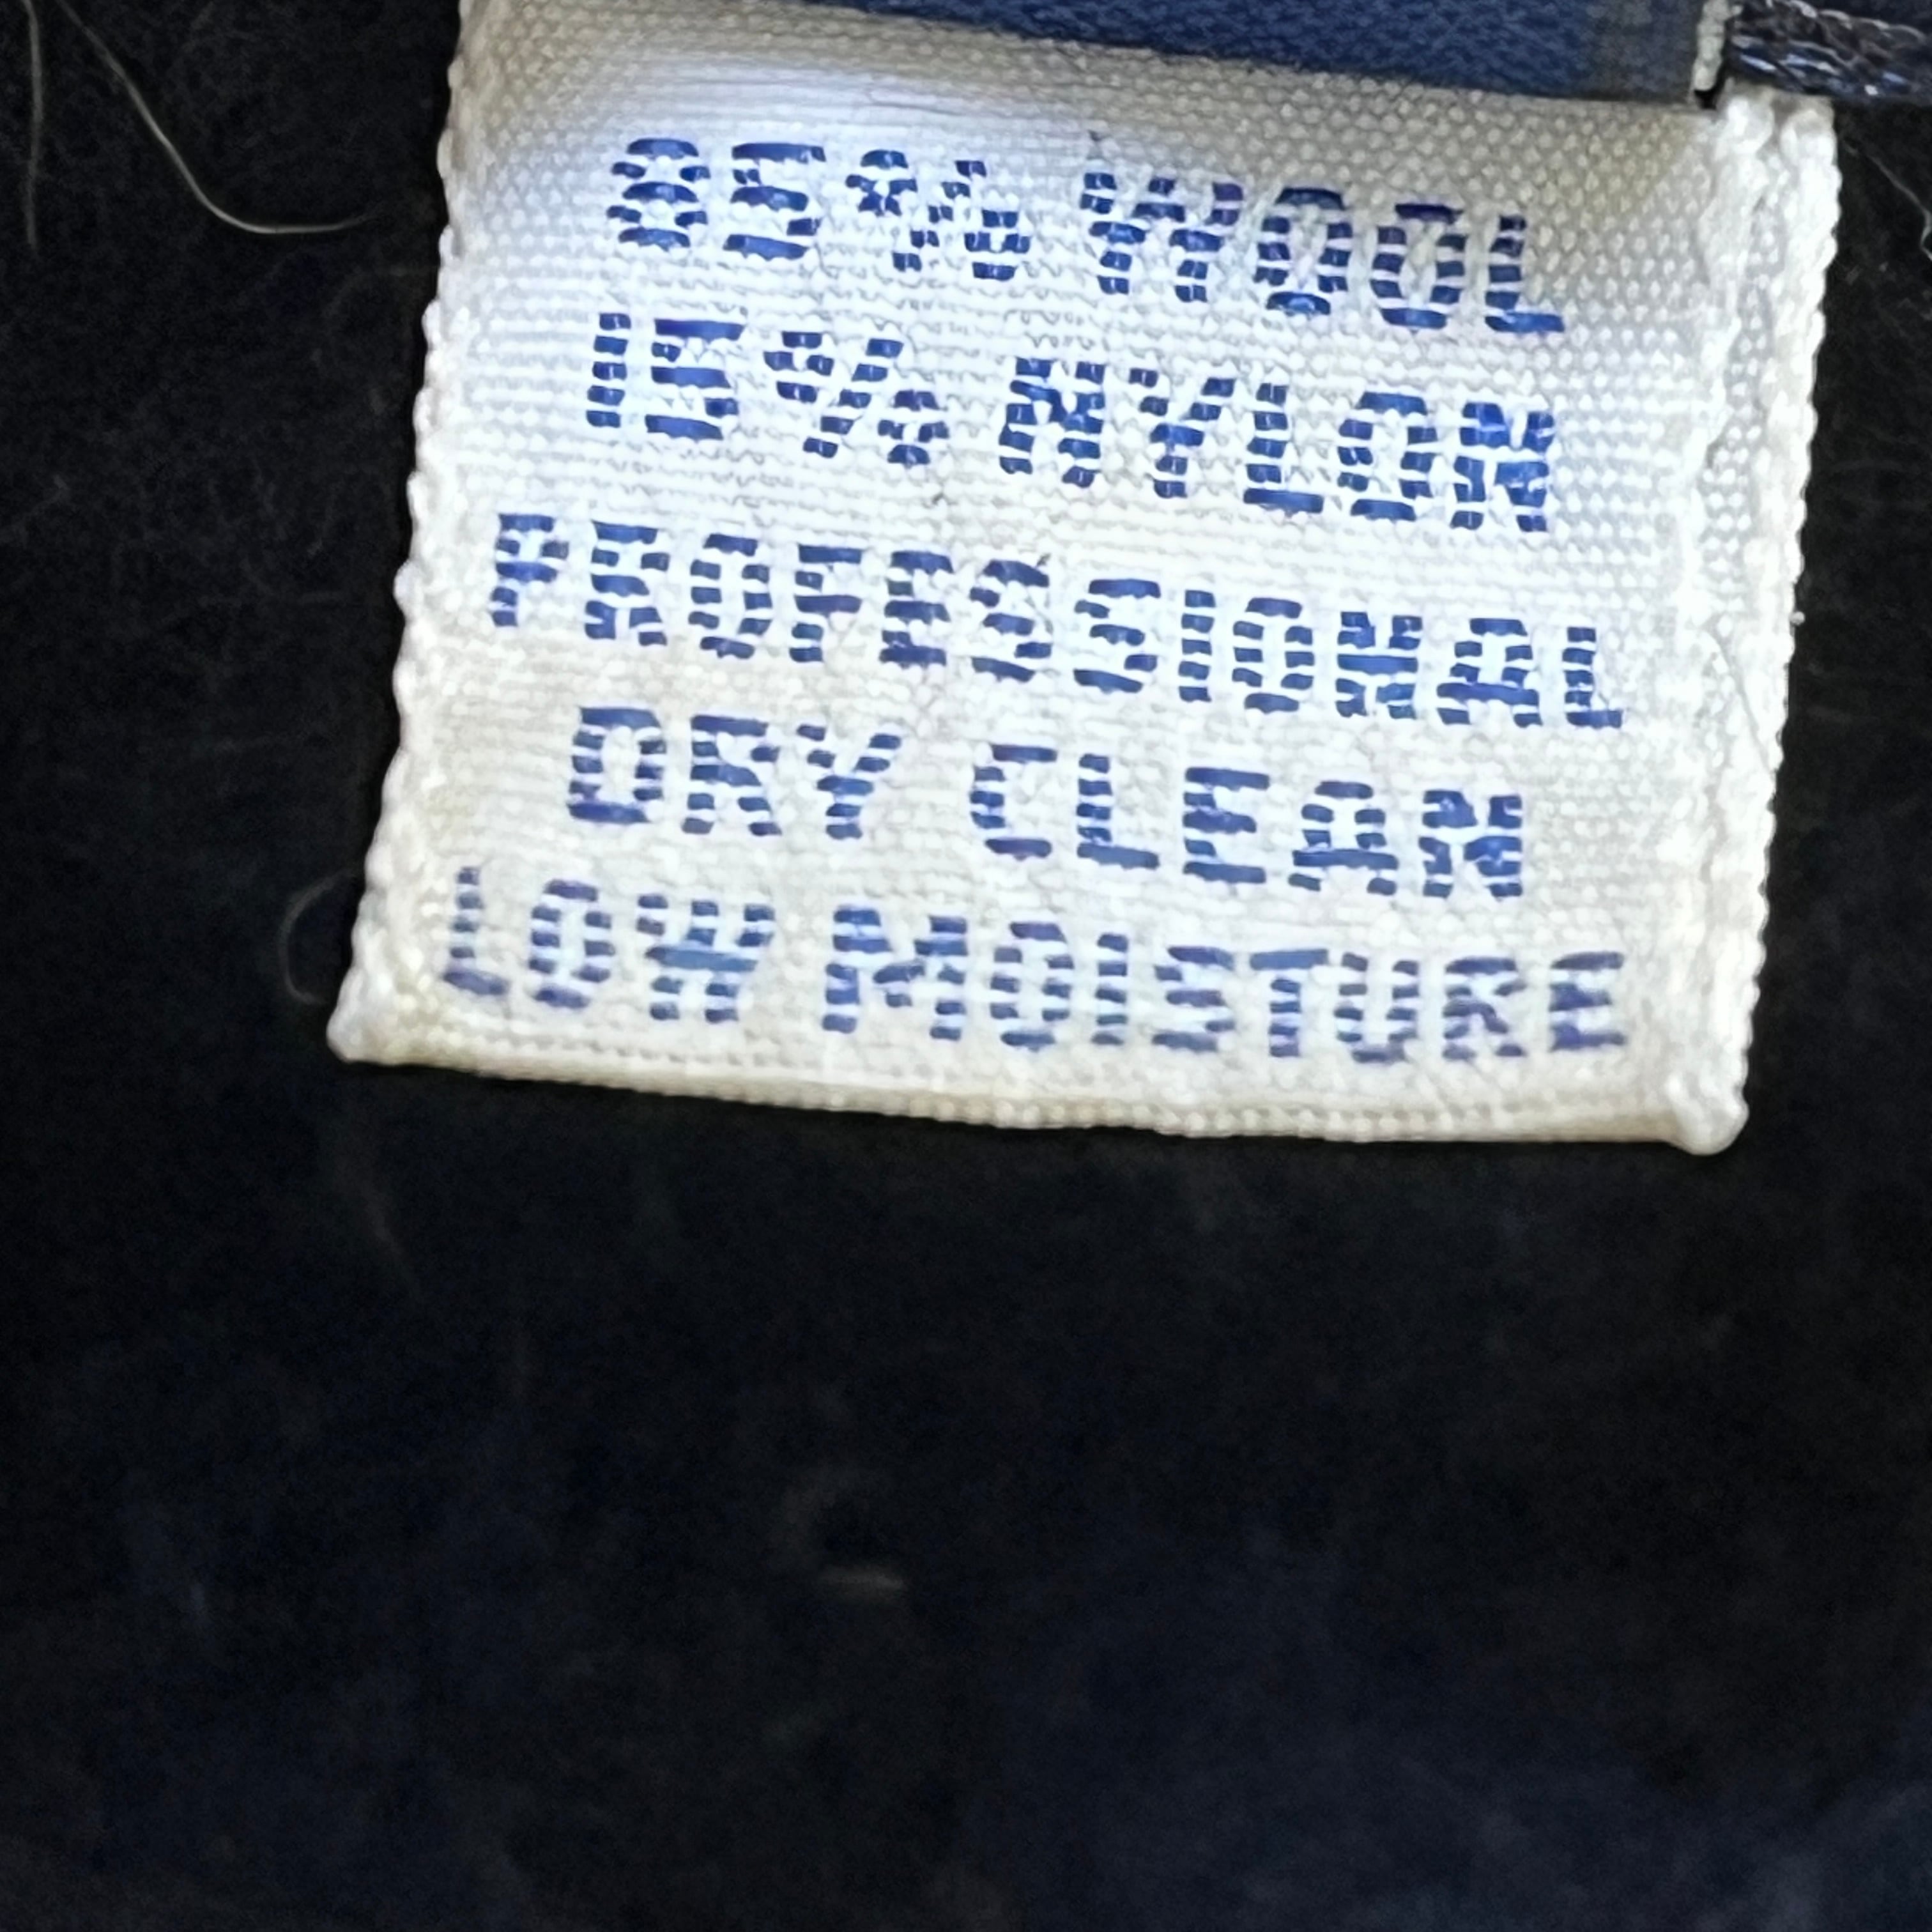 85% WOOL
15% NYLON
PROFESSIONAL
DRY CLEAN
LOW MOISTURE